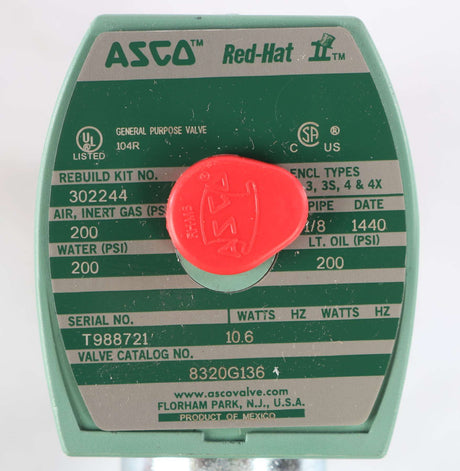 ASCO™ Red-Hat II™
UL LISTED
GENERAL PURPOSE VALVE
104R
C SA ® US
REBUILD KIT NO. ENCL TYPES
302244 3, 3S, 4 & 4X
AIR, INERT GAS (PS PIPE DATE
200 1/8 1440
WATER (PSI) LT. OIL (PSI)
200 200
SERIAL NO. WATTS HZ WATTS HZ
T988721 10.6
VALVE CATALOG NO.
8320G136
www.ascovalve.com
FLORHAM PARK, N.J., U.S.A.
PRODUCT OF MEXICO
ASCA